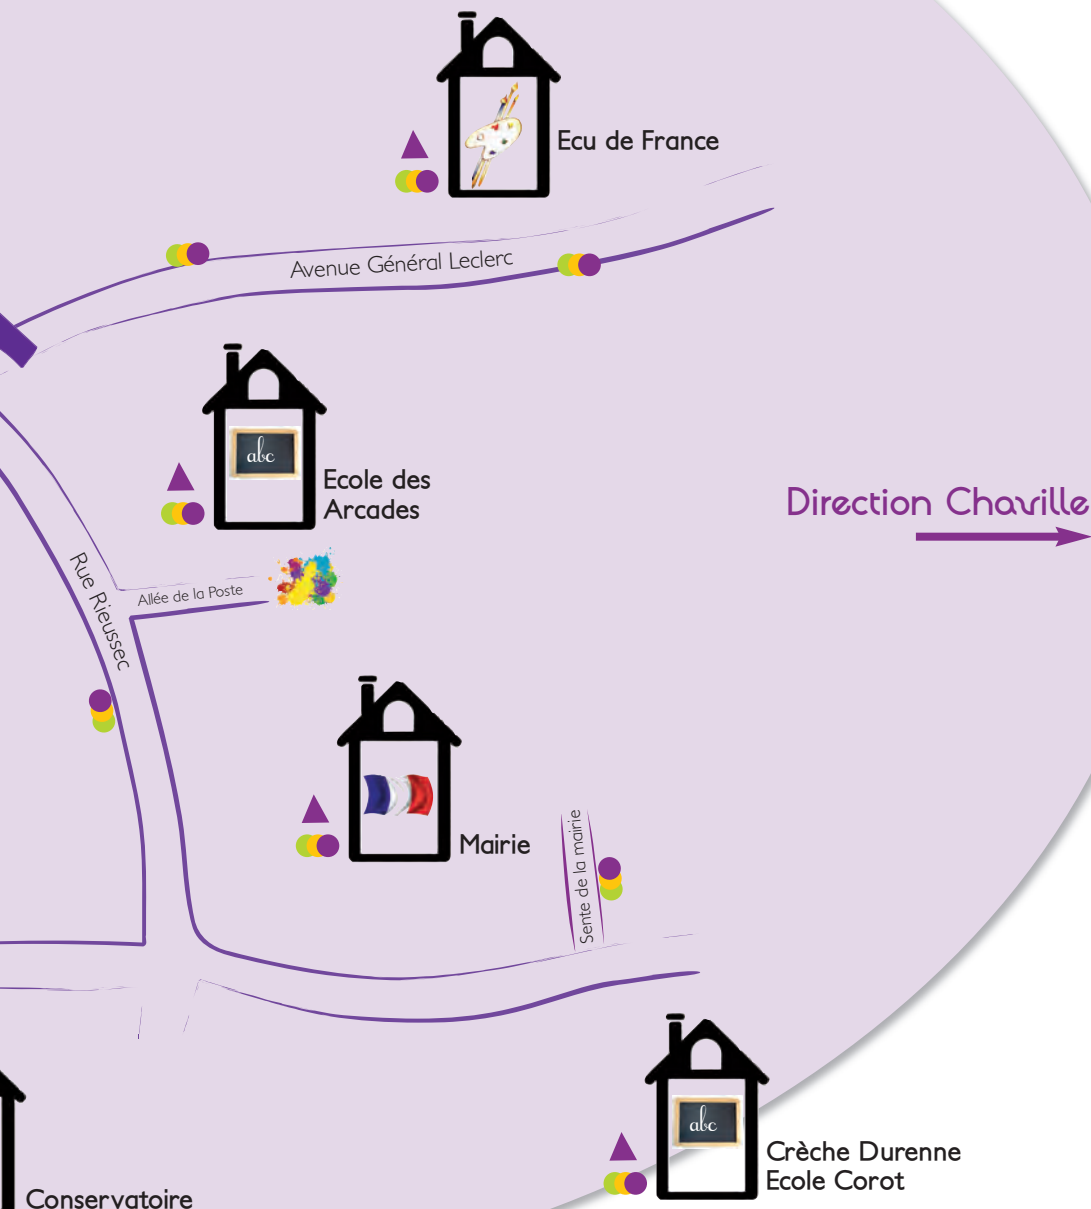 Ecu de France
Avenue Général Leclerc
abc
Ecole des
Arcades
Direction Chaville
Rue Rieussec
Allée de la Poste
Mairie
Sente de la mairie
abc
Crèche Durenne
Ecole Corot
Conservatoire